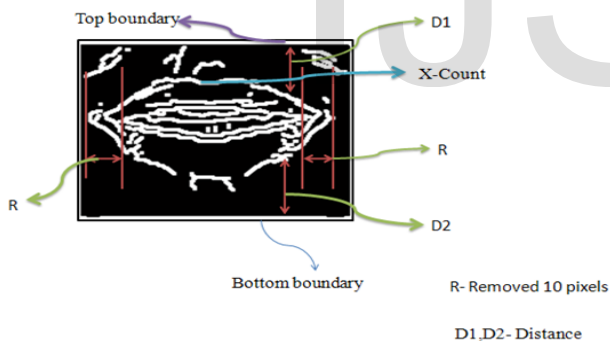 Top boundary
D1
X-Count
R
R
D2
Bottom boundary
R- Removed 10 pixels
D1,D2- Distance